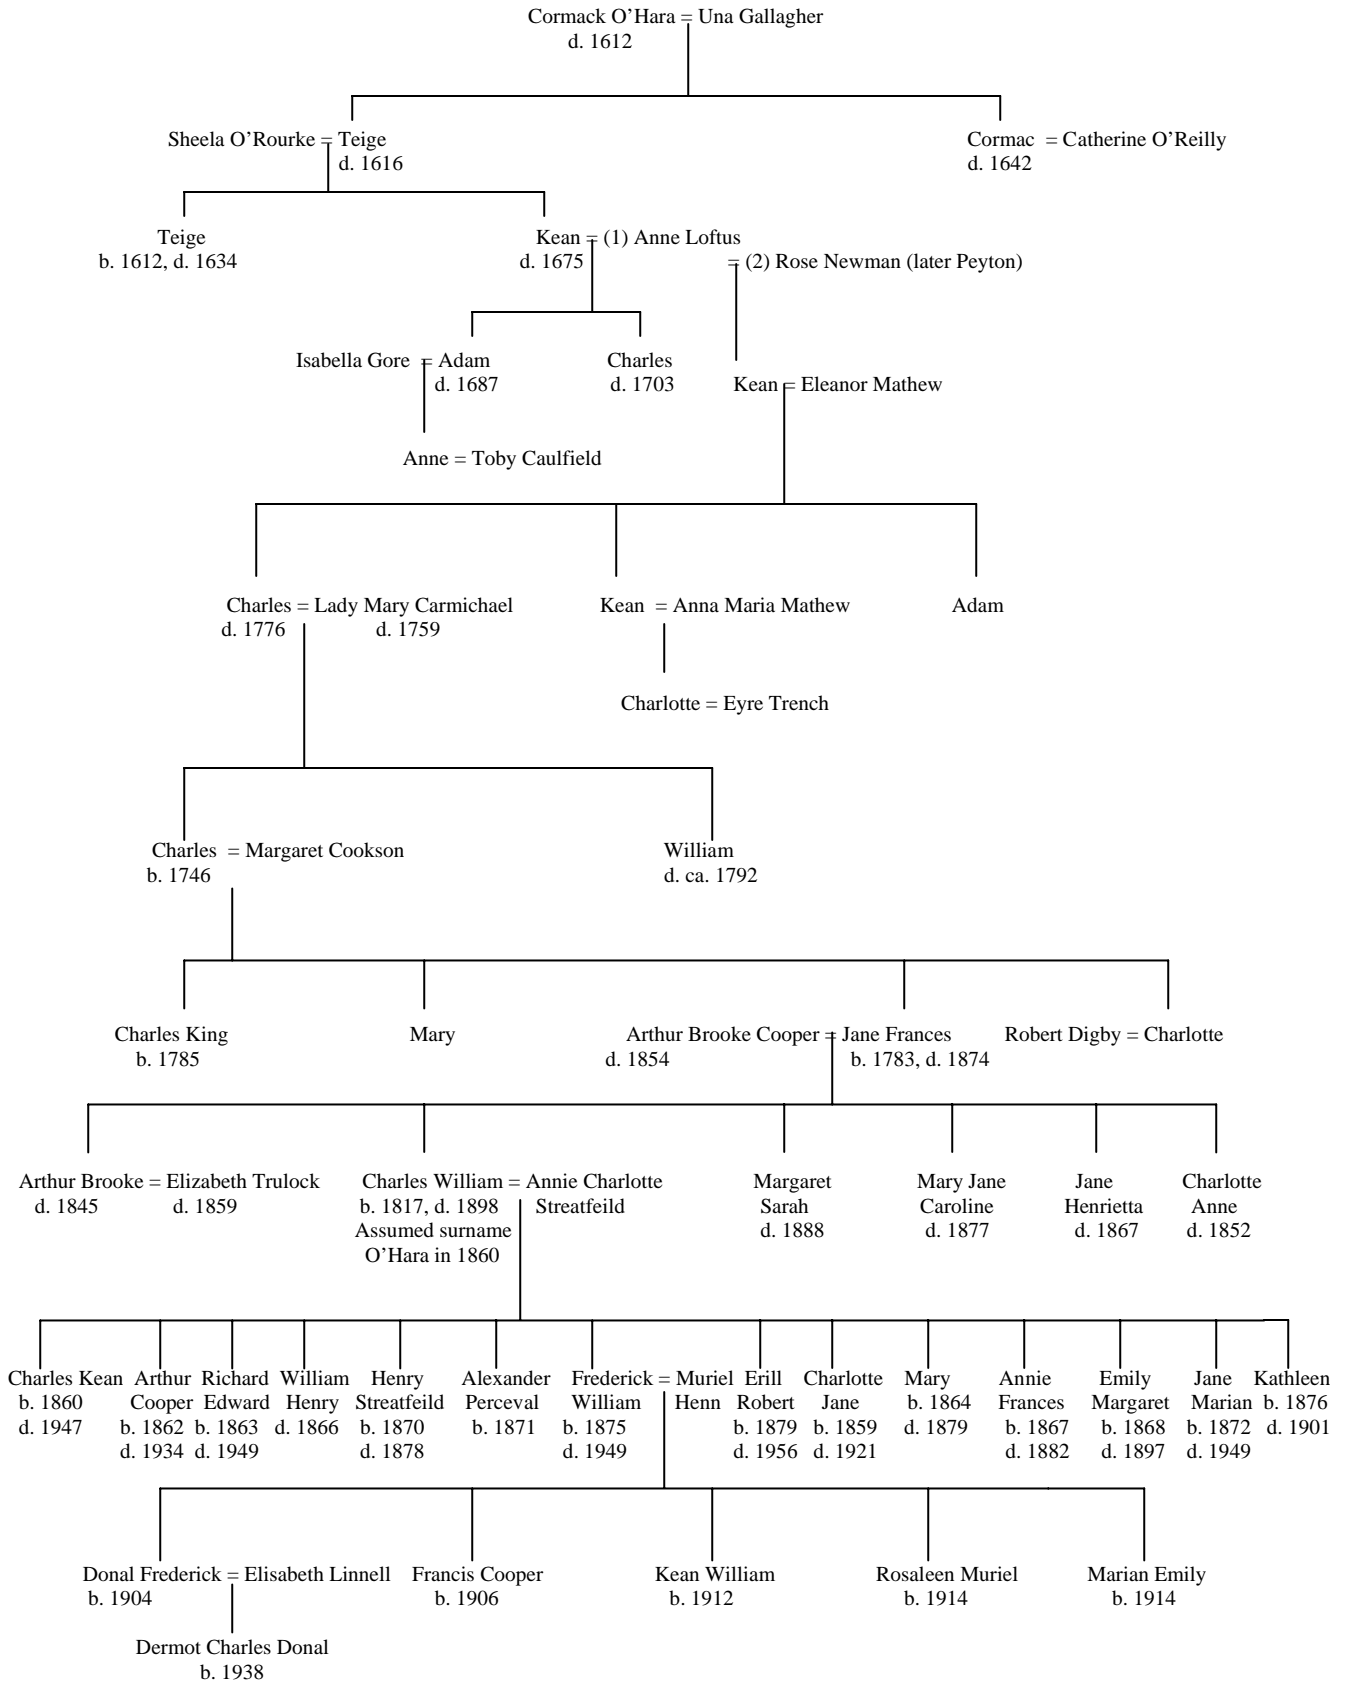 Cormack O’Hara = Una Gallagher
d. 1612
Sheela O’Rourke = Teige
d. 1616
Cormac = Catherine O’Reilly
d. 1642
Teige
b. 1612, d. 1634
Kean = (1) Anne Loftus
d. 1675
= (2) Rose Newman (later Peyton)
Isabella Gore = Adam
d. 1687
Charles
d. 1703
Kean = Eleanor Mathew
Anne = Toby Caulfield
Charles = Lady Mary Carmichael
d. 1776 d. 1759
Kean = Anna Maria Mathew
Adam
Charlotte = Eyre Trench
Charles = Margaret Cookson
b. 1746
William
d. ca. 1792
Charles King
b. 1785
Mary
Arthur Brooke Cooper = Jane Frances
d. 1854 b. 1783, d. 1874
Robert Digby = Charlotte
Arthur Brooke = Elizabeth Trulock
d. 1845 d. 1859
Charles William = Annie Charlotte
b. 1817, d. 1898 Streatfeild
Assumed surname
O’Hara in 1860
Margaret
Sarah
d. 1888
Mary Jane
Caroline
d. 1877
Jane
Henrietta
d. 1867
Charlotte
Anne
d. 1852
Charles Kean
b. 1860
d. 1947
Arthur
Cooper
b. 1862
d. 1934
Richard
Edward
b. 1863
d. 1949
William
Henry
d. 1866
Henry
Streatfeild
b. 1870
d. 1878
Alexander
Perceval
b. 1871
Frederick = Muriel
William Henn
b. 1875
d. 1949
Erill
Robert
b. 1879
d. 1956
Charlotte
Jane
b. 1859
d. 1921
Mary
b. 1864
d. 1879
Annie
Frances
b. 1867
d. 1882
Emily
Margaret
b. 1868
d. 1897
Jane
Marian
b. 1872
d. 1949
Kathleen
b. 1876
d. 1901
Donal Frederick = Elisabeth Linnell
b. 1904
Francis Cooper
b. 1906
Kean William
b. 1912
Rosaleen Muriel
b. 1914
Marian Emily
b. 1914
Dermot Charles Donal
b. 1938